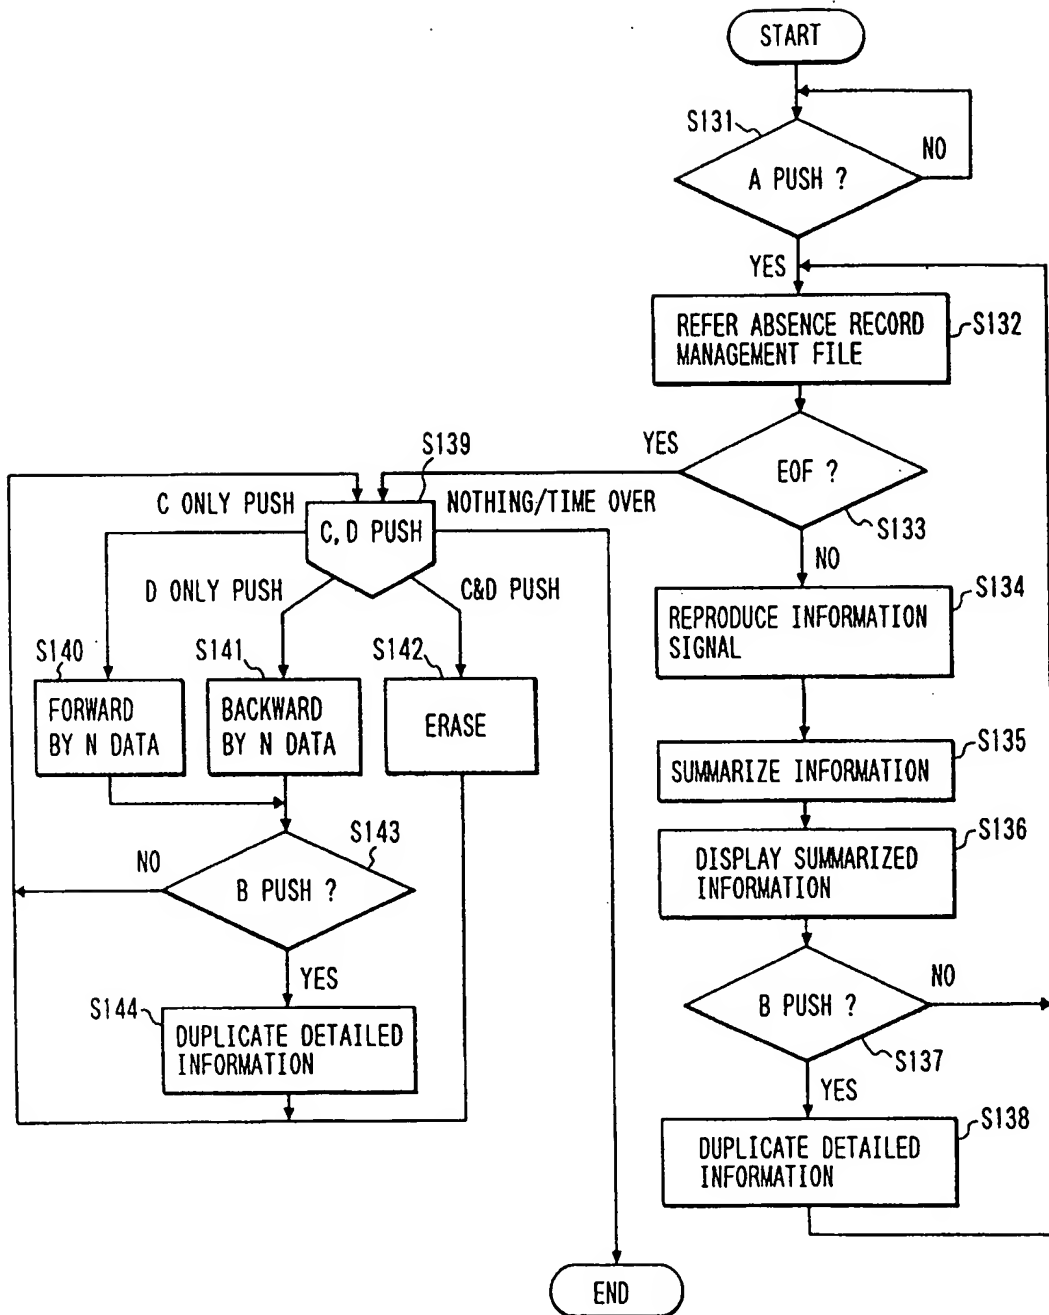 START
S131
A PUSH ?
NO
YES
REFER ABSENCE RECORD
MANAGEMENT FILE
S132
EOF ?
YES
S133
NO
S139
C ONLY PUSH
NOTHING/TIME OVER
C, D PUSH
D ONLY PUSH
C&D PUSH
S134
REPRODUCE INFORMATION
SIGNAL
S140
FORWARD
BY N DATA
S141
BACKWARD
BY N DATA
S142
ERASE
S135
SUMMARIZE INFORMATION
S136
DISPLAY SUMMARIZED
INFORMATION
S143
NO
B PUSH ?
YES
S144
DUPLICATE DETAILED
INFORMATION
B PUSH ?
NO
S137
YES
S138
DUPLICATE DETAILED
INFORMATION
END